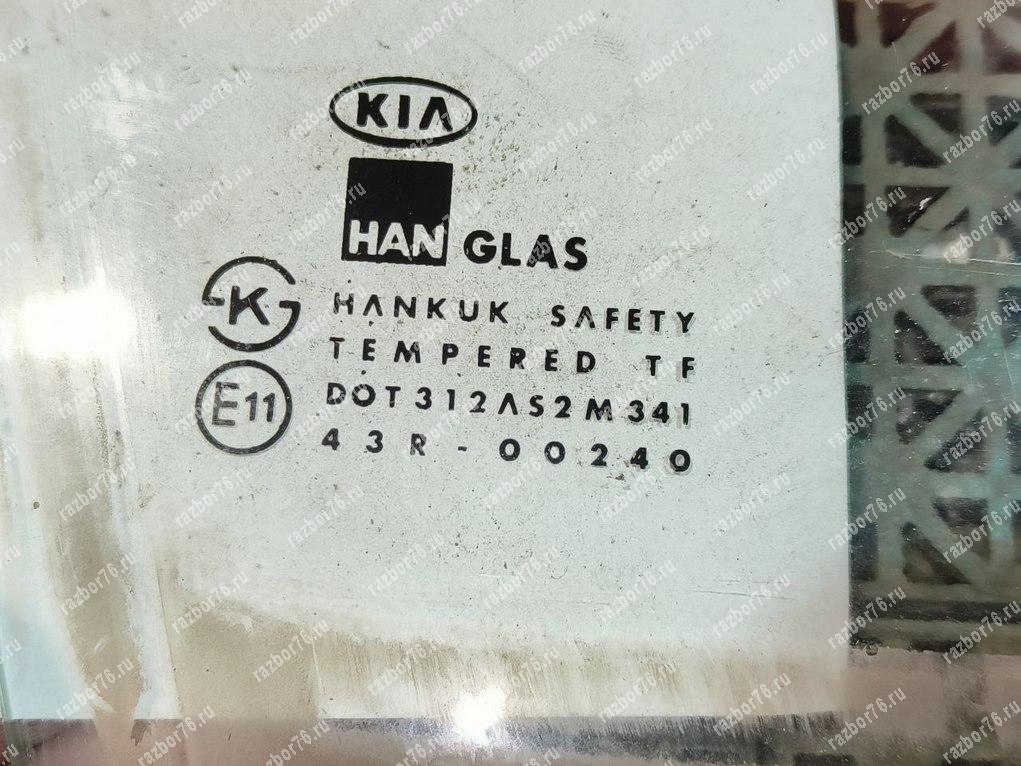 KIA
HAN GLAS
K
HANKUK SAFETY
TEMPERED TF
E11
DOT312AS2M341
43R-00240
razbor76.ru